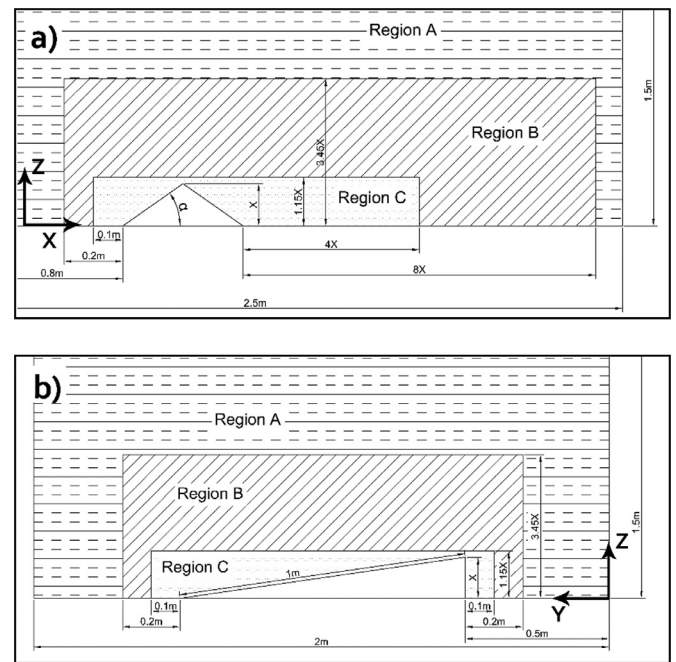 a)
Region A
Region B
Region C
Z
X
α
X
1.15X
3.45X
1.5m
0.1m
0.2m
0.8m
4X
8X
2.5m
b)
Region A
Region B
Region C
1m
X
1.15X
3.45X
1.5m
Z
Y
0.1m
0.2m
0.1m
0.2m
0.5m
2m